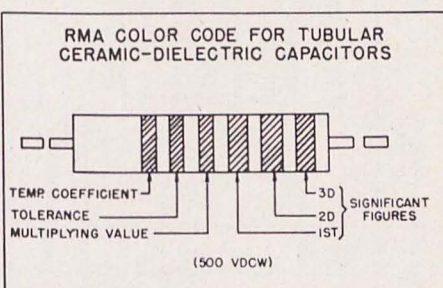 RMA COLOR CODE FOR TUBULAR
CERAMIC-DIELECTRIC CAPACITORS
TEMP. COEFFICIENT
TOLERANCE
MULTIPLYING VALUE
3D
2D
1ST
SIGNIFICANT
FIGURES
(500 VDCW)